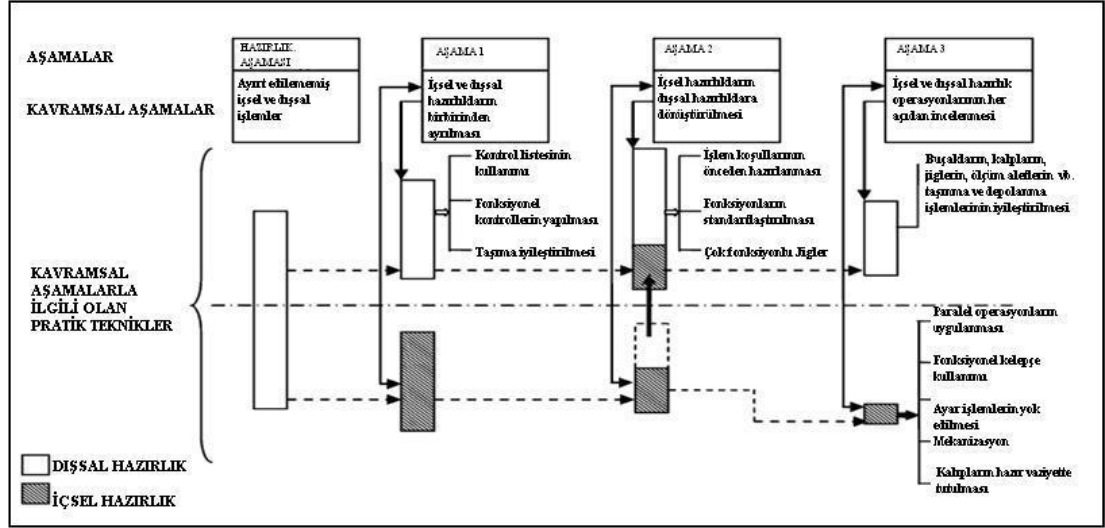 AŞAMALAR
HAZIRLIK
AŞAMASI
AŞAMA 1
AŞAMA 2
AŞAMA 3
KAVRAMSAL AŞAMALAR
Ayırt edilememiş
içsel ve dışsal
işlemler
İçsel ve dışsal
hazırlıkların
birbirinden
ayrılması
İçsel hazırlıkların
dışsal hazırlıklara
dönüştürülmesi
İçsel ve dışsal hazırlık
operasyonlarının her
açıdan incelenmesi
Kontrol listesinin
kullanımı
Fonksiyonel
kontrollerin yapılması
Taşıma iyileştirilmesi
İşlem koşullarının
önceden hazırlanması
Fonksiyonların
standartlaştırılması
Çok fonksiyonlu Jigler
Bıçakların, kalıpların,
jiglerin, ölçüm aletlerin vb.
taşınma ve depolanma
işlemlerinin iyileştirilmesi
KAVRAMSAL
AŞAMALARLA
İLGİLİ OLAN
PRATİK TEKNİKLER
Paralel operasyonların
uygulanması
Fonksiyonel kelepçe
kullanımı
Ayar işlemlerin yok
edilmesi
Mekanizasyon
Kalıpların hazır vaziyette
tutulması
DIŞSAL HAZIRLIK
İÇSEL HAZIRLIK